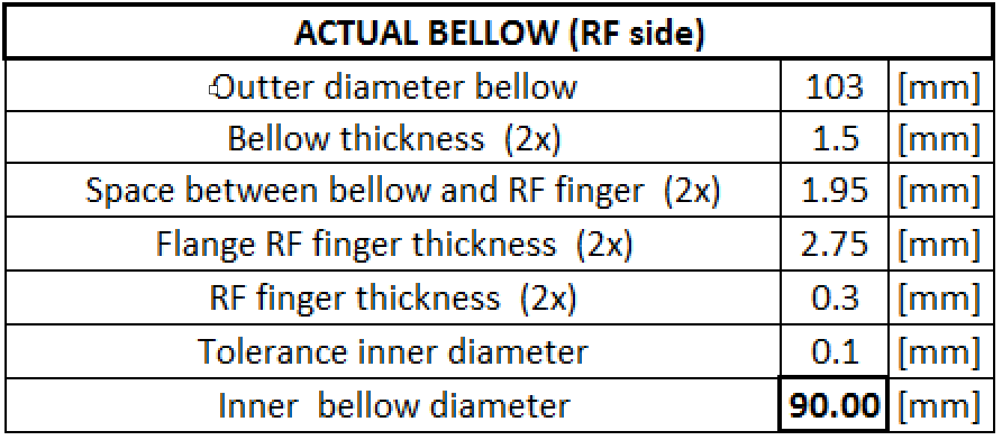 ACTUAL BELLOW (RF side)
Outter diameter bellow 103 [mm]
Bellow thickness (2x) 1.5 [mm]
Space between bellow and RF finger (2x) 1.95 [mm]
Flange RF finger thickness (2x) 2.75 [mm]
RF finger thickness (2x) 0.3 [mm]
Tolerance inner diameter 0.1 [mm]
Inner bellow diameter 90.00 [mm]